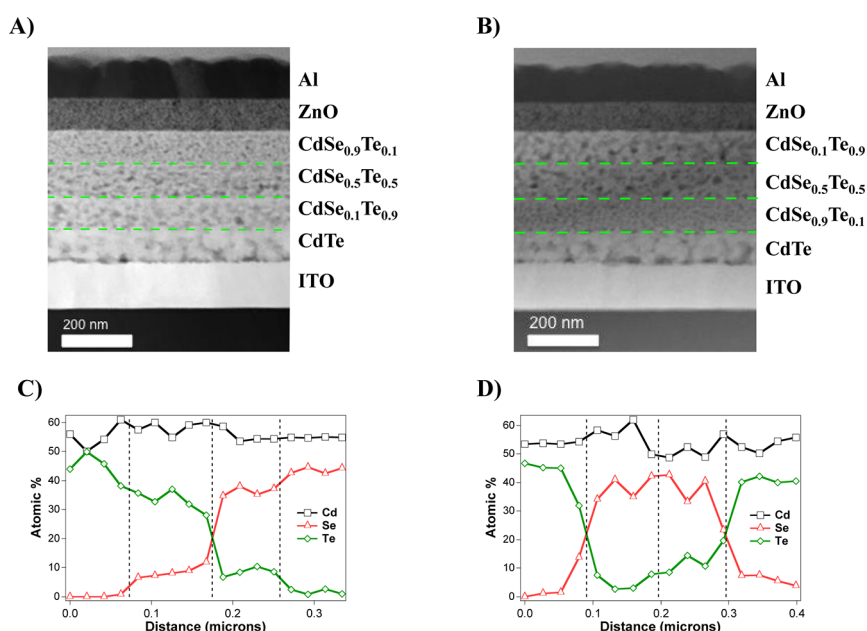 A)
Al
ZnO
CdSe0.9Te0.1
CdSe0.5Te0.5
CdSe0.1Te0.9
CdTe
ITO
200 nm
B)
Al
ZnO
CdSe0.1Te0.9
CdSe0.5Te0.5
CdSe0.9Te0.1
CdTe
ITO
200 nm
C)
Atomic %
60
50
40
30
20
10
0
Cd
Se
Te
0.0 0.1 0.2 0.3
Distance (microns)
D)
Atomic %
60
50
40
30
20
10
0
Cd
Se
Te
0.0 0.1 0.2 0.3 0.4
Distance (microns)